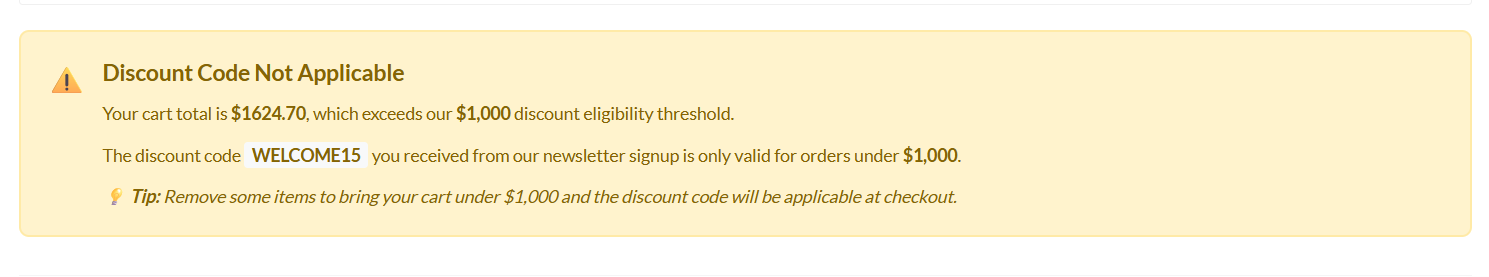 Discount Code Not Applicable
Your cart total is $1624.70, which exceeds our $1,000 discount eligibility threshold.
The discount code WELCOME15 you received from our newsletter signup is only valid for orders under $1,000.
Tip: Remove some items to bring your cart under $1,000 and the discount code will be applicable at checkout.